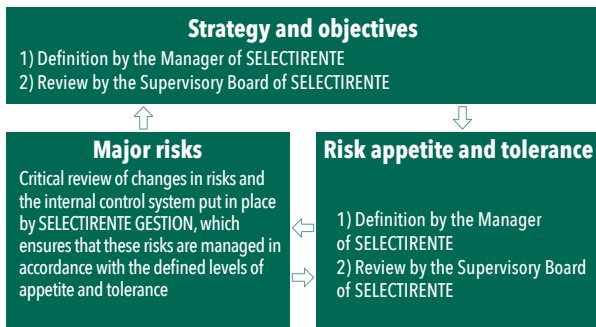 Strategy and objectives
1) Definition by the Manager of SELECTIRENTE
2) Review by the Supervisory Board of SELECTIRENTE
Major risks
Critical review of changes in risks and
the internal control system put in place
by SELECTIRENTE GESTION, which
ensures that these risks are managed in
accordance with the defined levels of
appetite and tolerance
Risk appetite and tolerance
1) Definition by the Manager
of SELECTIRENTE
2) Review by the Supervisory Board
of SELECTIRENTE